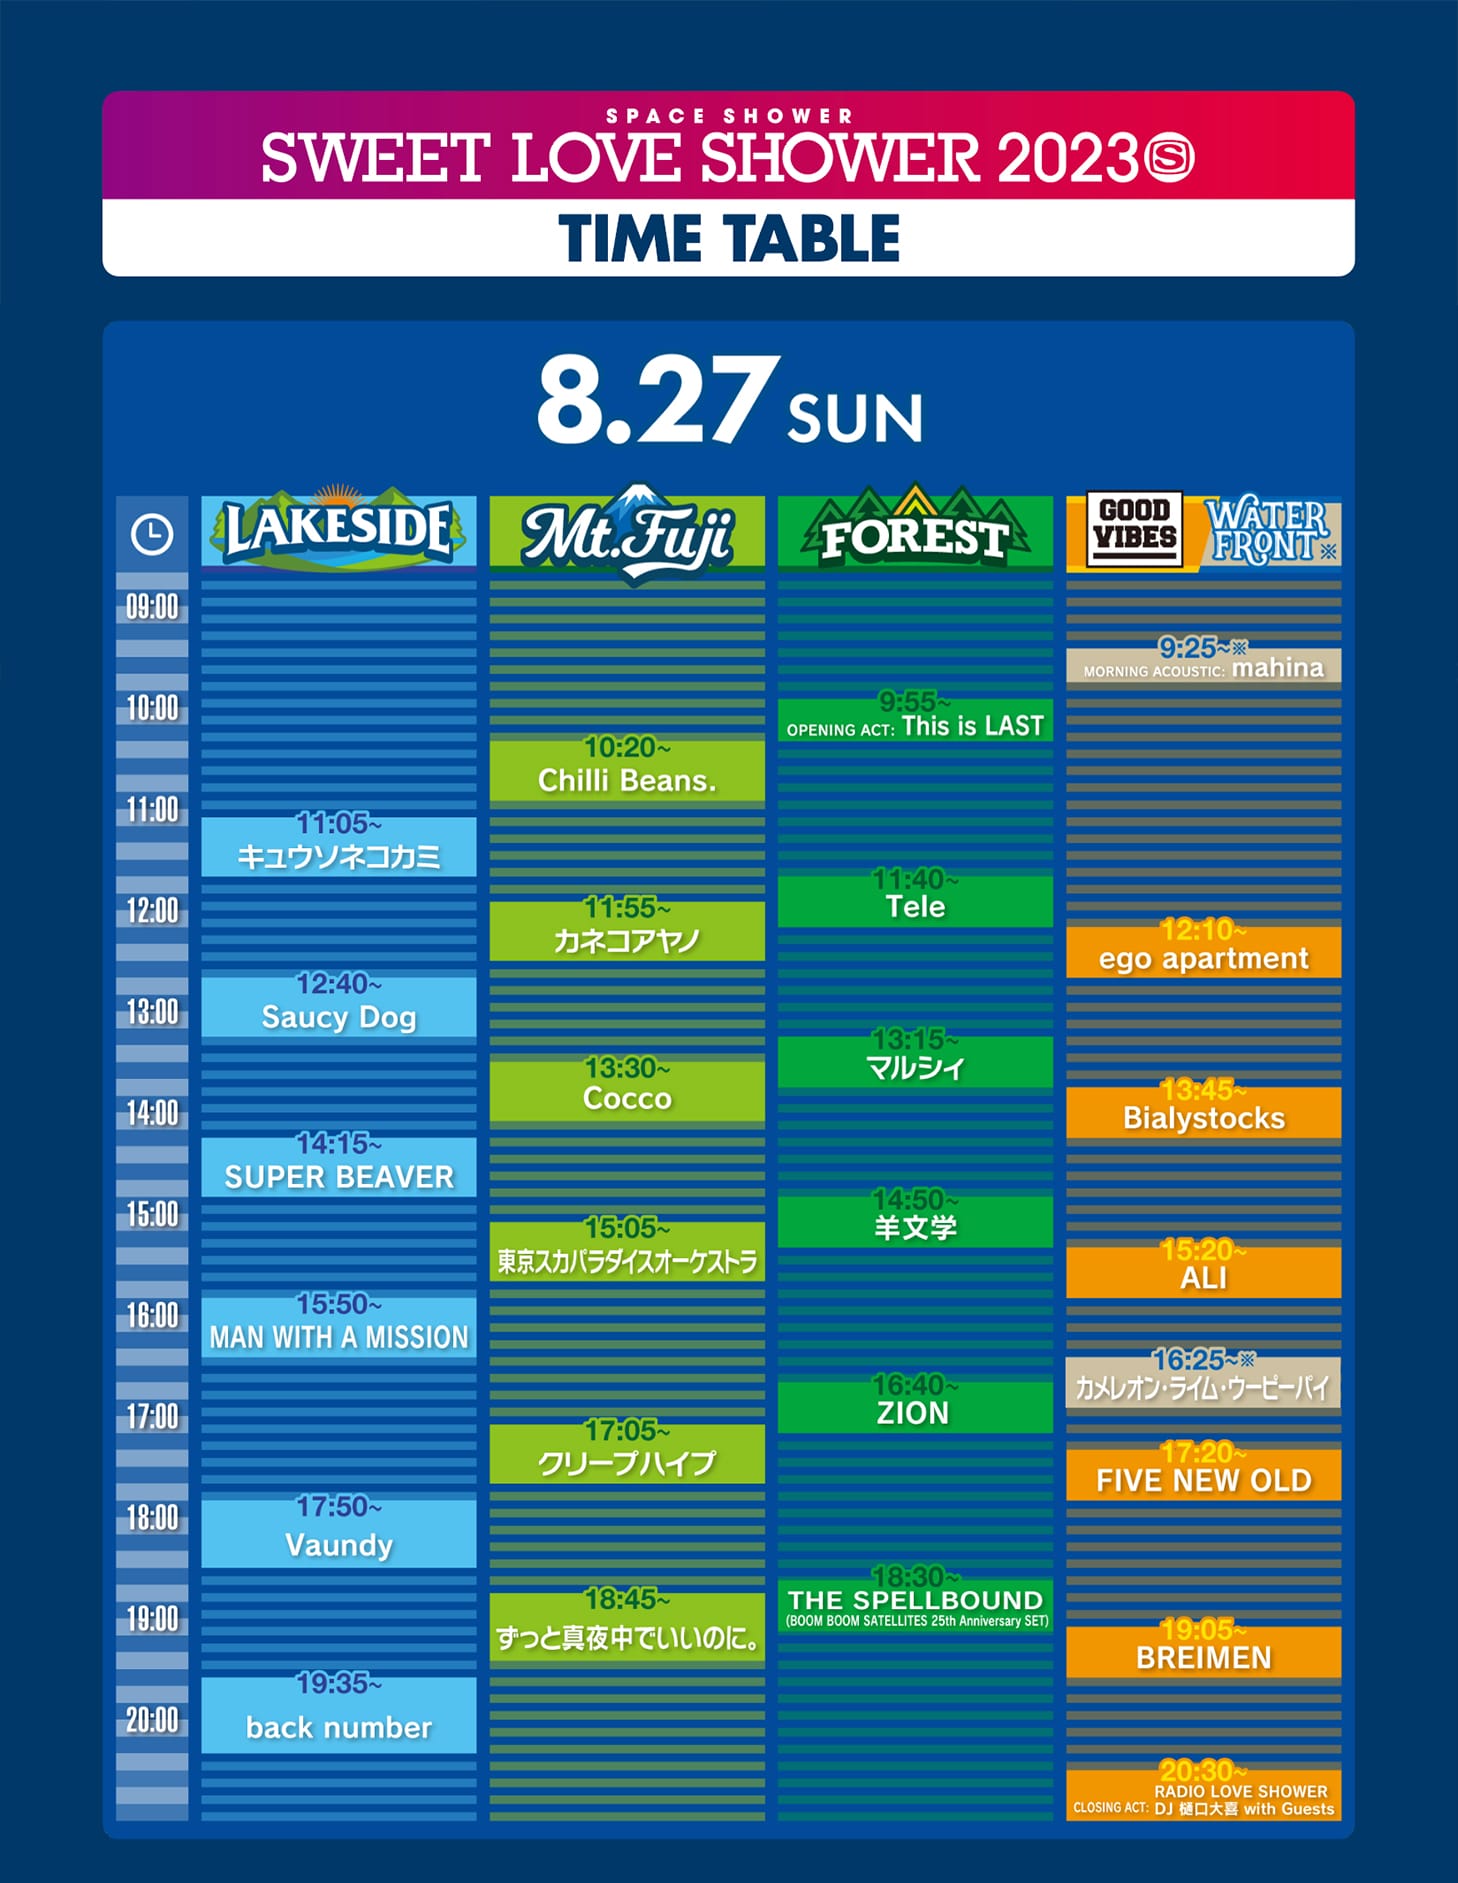 SPACE SHOWER
SWEET LOVE SHOWER 2023 S
TIME TABLE
8.27 SUN
LAKESIDE
Mt.Fuji
FOREST
GOOD VIBES
WATER FRONT※
09:00
10:00
11:00
12:00
13:00
14:00
15:00
16:00
17:00
18:00
19:00
20:00
11:05~
キュウソネコカミ
12:40~
Saucy Dog
14:15~
SUPER BEAVER
15:50~
MAN WITH A MISSION
17:50~
Vaundy
19:35~
back number
10:20~
Chilli Beans.
11:55~
カネコアヤノ
13:30~
Cocco
15:05~
東京スカパラダイスオーケストラ
17:05~
クリープハイプ
18:45~
ずっと真夜中でいいのに。
9:55~
OPENING ACT: This is LAST
11:40~
Tele
13:15~
マルシィ
14:50~
羊文学
16:40~
ZION
18:30~
THE SPELLBOUND
(BOOM BOOM SATELLITES 25th Anniversary SET)
9:25~※
MORNING ACOUSTIC: mahina
12:10~
ego apartment
13:45~
Bialystocks
15:20~
ALI
16:25~※
カメレオン・ライム・ウーピーパイ
17:20~
FIVE NEW OLD
19:05~
BREIMEN
20:30~
RADIO LOVE SHOWER
CLOSING ACT: DJ 樋口大喜 with Guests